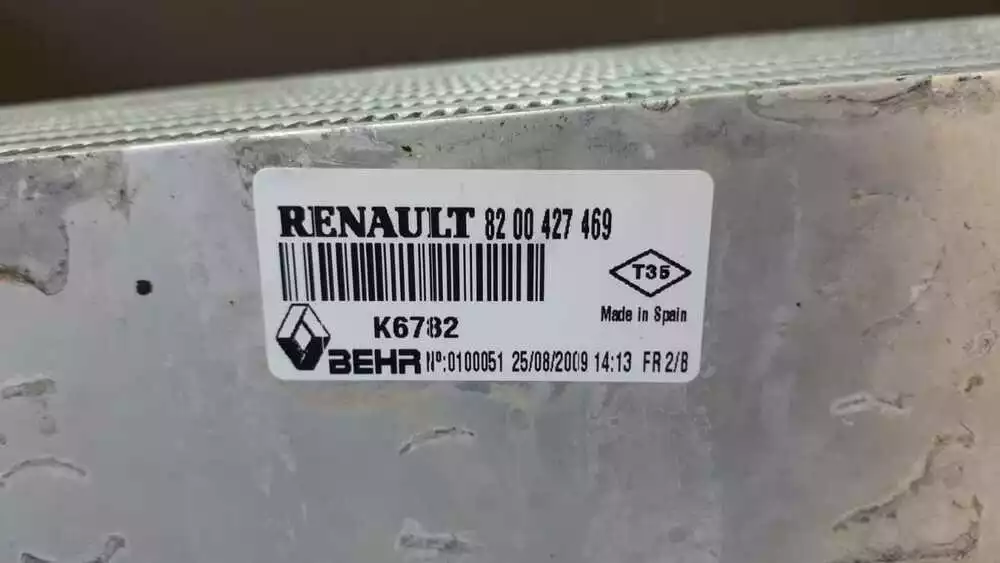 RENAULT 82 00 427 469
T35
Made in Spain
K6782
BEHR Nº:0100051 25/08/2009 14:13 FR 2/B